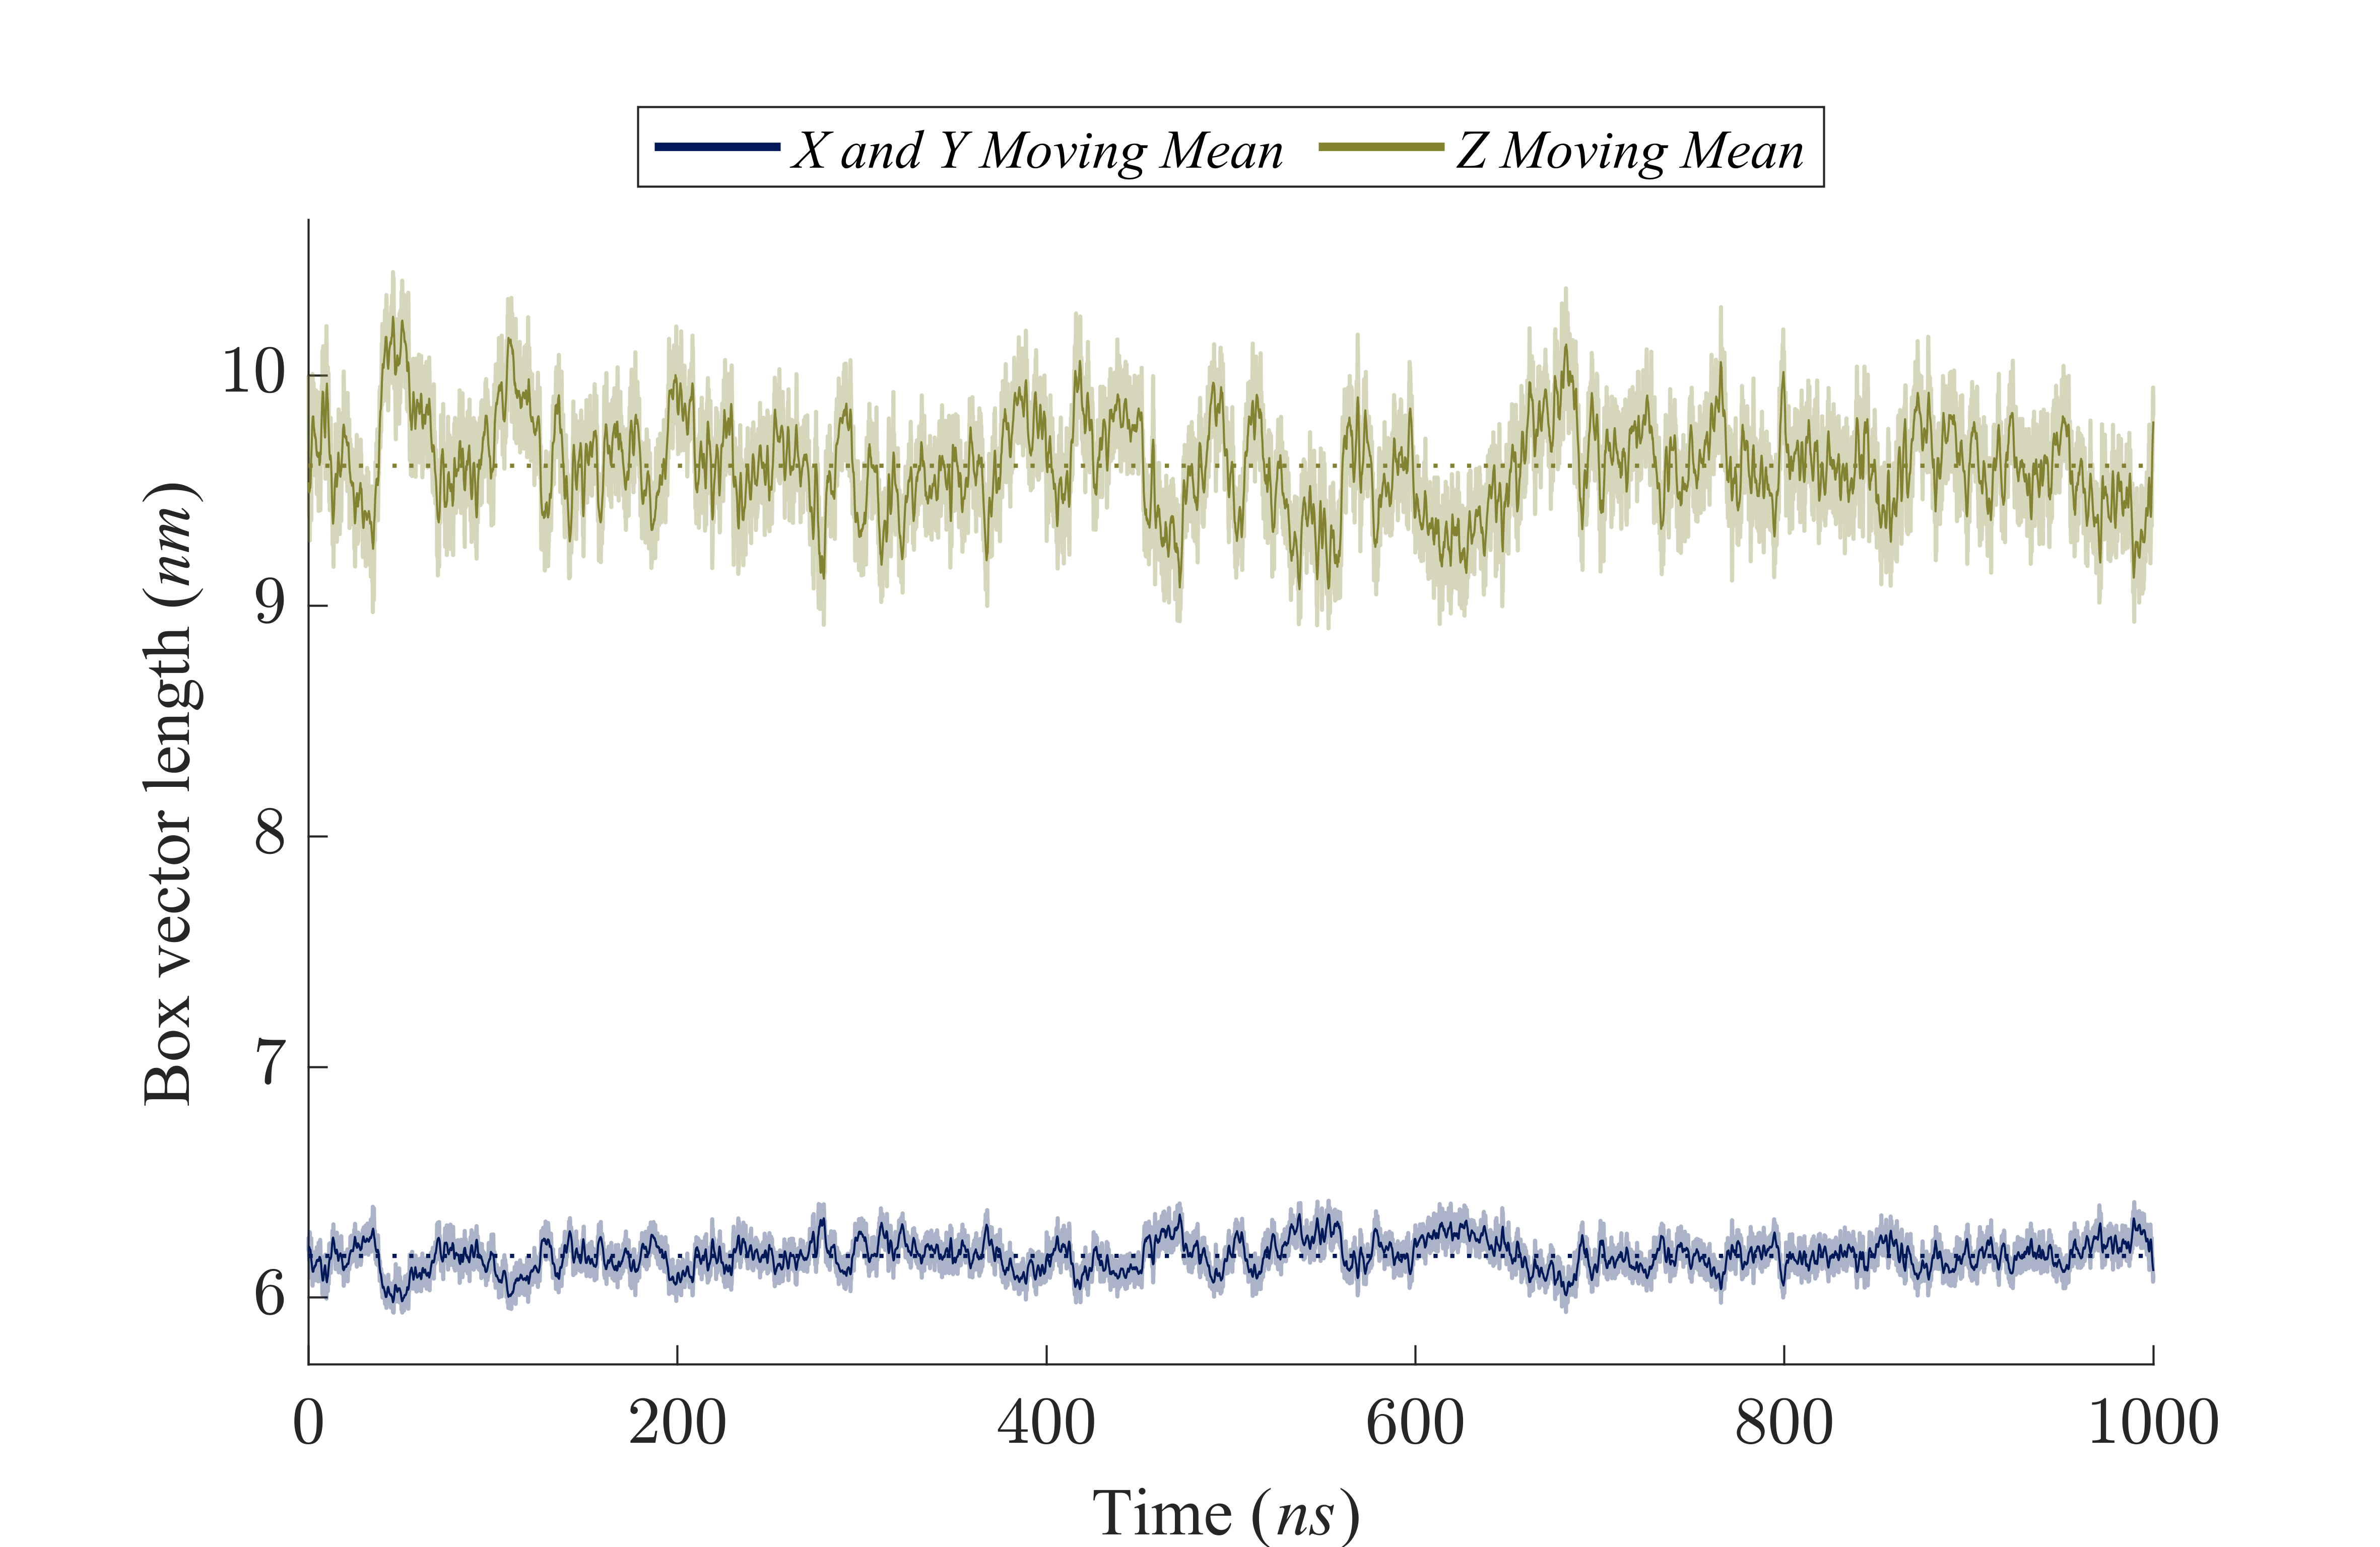 X and Y Moving Mean Z Moving Mean
Box vector length (nm)
10
9
8
7
6
0 200 400 600 800 1000
Time (ns)